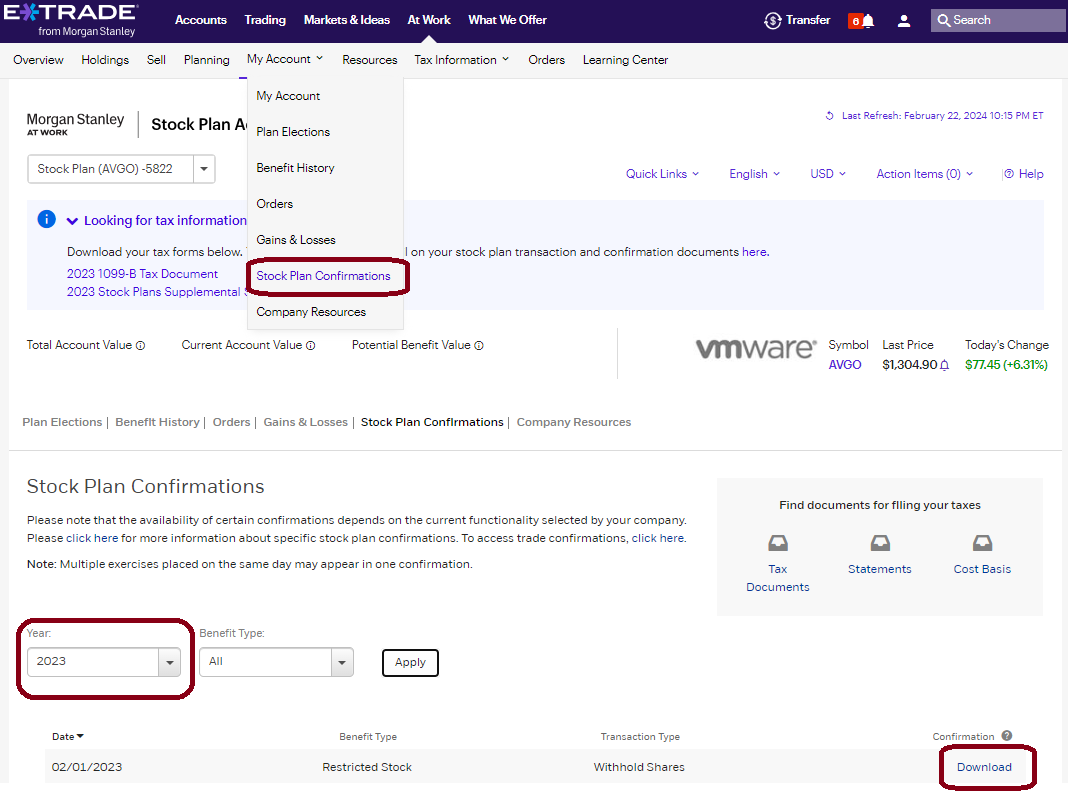 E*TRADE
from Morgan Stanley
Accounts Trading Markets & Ideas At Work What We Offer
Transfer 6 Search
Overview Holdings Sell Planning My Account Resources Tax Information Orders Learning Center
My Account
Plan Elections
Benefit History
Orders
Gains & Losses
Stock Plan Confirmations
Company Resources
Morgan Stanley
AT WORK
Stock Plan
Last Refresh: February 22, 2024 10:15 PM ET
Stock Plan (AVGO) -5822
Quick Links English USD Action Items (0) Help
Looking for tax information
Download your tax forms below. on your stock plan transaction and confirmation documents here.
2023 1099-B Tax Document
2023 Stock Plans Supplemental
Total Account Value Current Account Value Potential Benefit Value
vmware®
Symbol Last Price Today's Change
AVGO $1,304.90 $77.45 (+6.31%)
Plan Elections | Benefit History | Orders | Gains & Losses | Stock Plan Confirmations | Company Resources
Stock Plan Confirmations
Please note that the availability of certain confirmations depends on the current functionality selected by your company.
Please click here for more information about specific stock plan confirmations. To access trade confirmations, click here.
Note: Multiple exercises placed on the same day may appear in one confirmation.
Find documents for filing your taxes
Tax
Documents
Statements
Cost Basis
Year: Benefit Type:
2023 All Apply
Date Benefit Type Transaction Type Confirmation ?
02/01/2023 Restricted Stock Withhold Shares Download